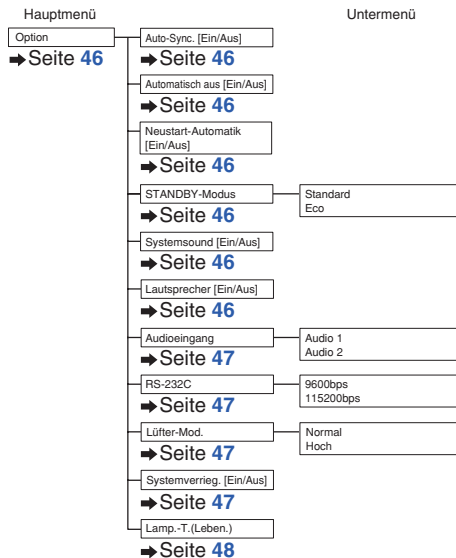 Hauptmenü
Untermenü
Option
➡Seite 46
Auto-Sync. [Ein/Aus]
➡Seite 46
Automatisch aus [Ein/Aus]
➡Seite 46
Neustart-Automatik
[Ein/Aus]
➡Seite 46
STANDBY-Modus
Standard
Eco
➡Seite 46
Systemsound [Ein/Aus]
➡Seite 46
Lautsprecher [Ein/Aus]
➡Seite 46
Audioeingang
Audio 1
Audio 2
➡Seite 47
RS-232C
9600bps
115200bps
➡Seite 47
Lüfter-Mod.
Normal
Hoch
➡Seite 47
Systemverrieg. [Ein/Aus]
➡Seite 47
Lamp.-T.(Leben.)
➡Seite 48